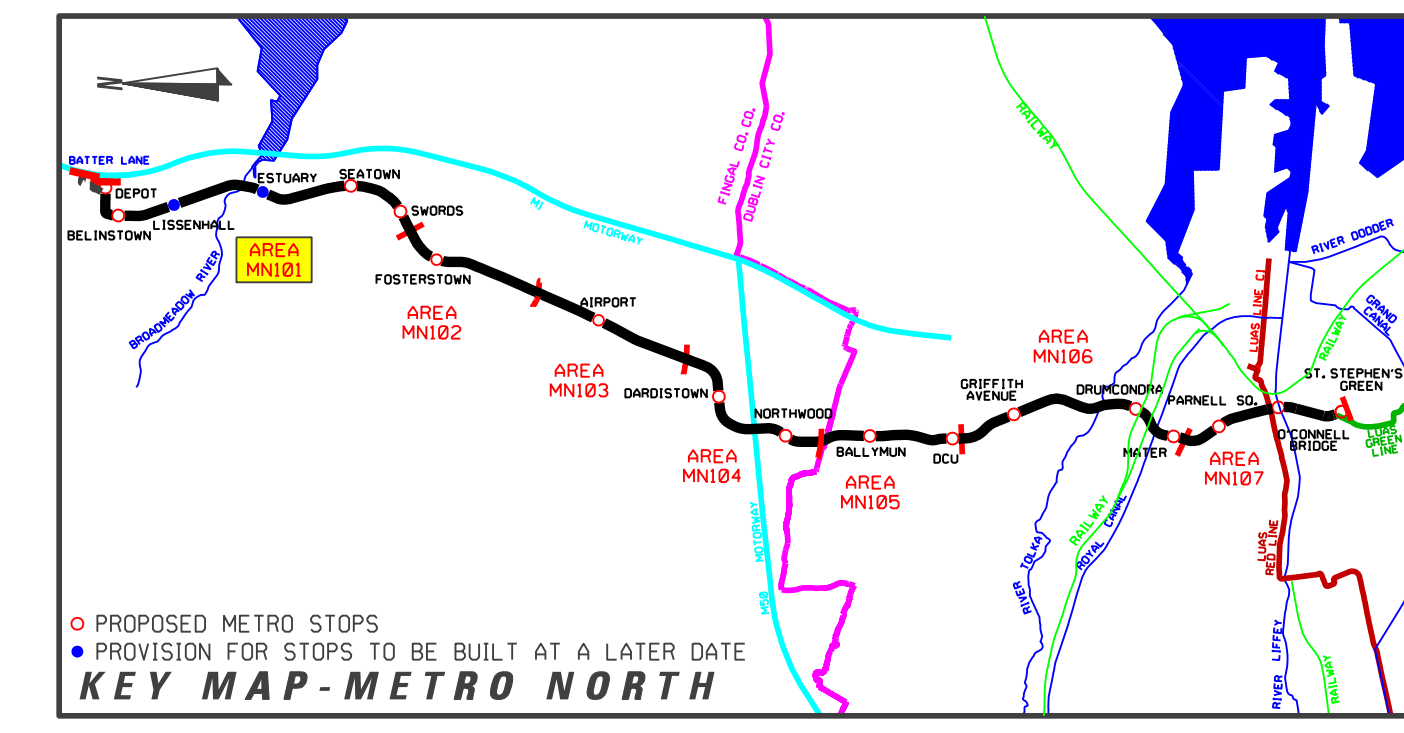 BATTER LANE
DEPOT
BELINSTOWN
LISSENHALL
ESTUARY
SEATOWN
SWORDS
FOSTERSTOWN
BROADMEADOW RIVER
AREA
MN101
AREA
MN102
AIRPORT
AREA
MN103
DARDISTOWN
M1
MOTORWAY
FINGAL CO. CO.
DUBLIN CITY CO.
NORTHWOOD
AREA
MN104
MOTORWAY
M50
BALLYMUN
AREA
MN105
DCU
GRIFFITH
AVENUE
AREA
MN106
RAILWAY
DRUMCONDRA
MATER
PARNELL SQ.
AREA
MN107
RIVER TOLKA
RAILWAY
ROYAL CANAL
LUAS LINE C1
RIVER DODDER
GRAND
CANAL
RAILWAY
ST. STEPHEN'S
GREEN
O'CONNELL
BRIDGE
LUAS
GREEN
LINE
LUAS
RED LINE
RIVER LIFFEY
RAILWAY
PROPOSED METRO STOPS
PROVISION FOR STOPS TO BE BUILT AT A LATER DATE
KEY MAP-METRO NORTH